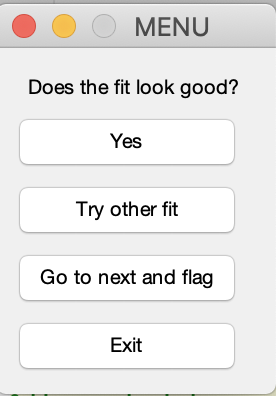 MENU
Does the fit look good?
Yes
Try other fit
Go to next and flag
Exit